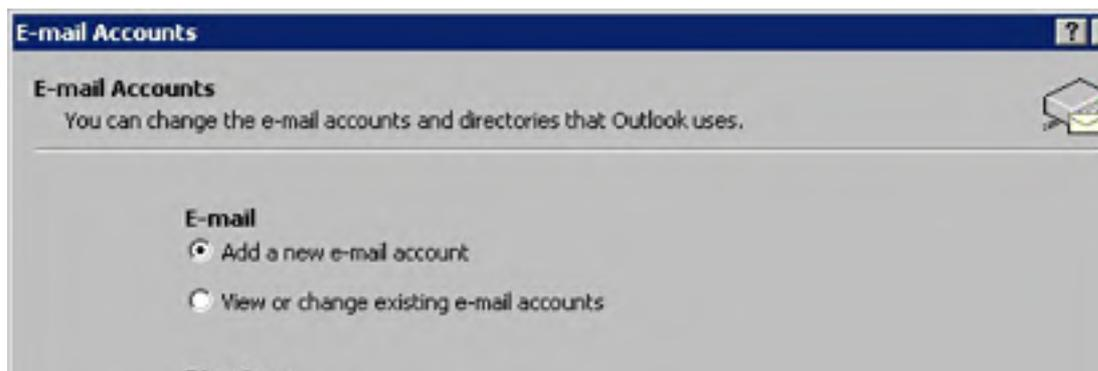 E-mail Accounts
?
E-mail Accounts
You can change the e-mail accounts and directories that Outlook uses.
E-mail
Add a new e-mail account
View or change existing e-mail accounts